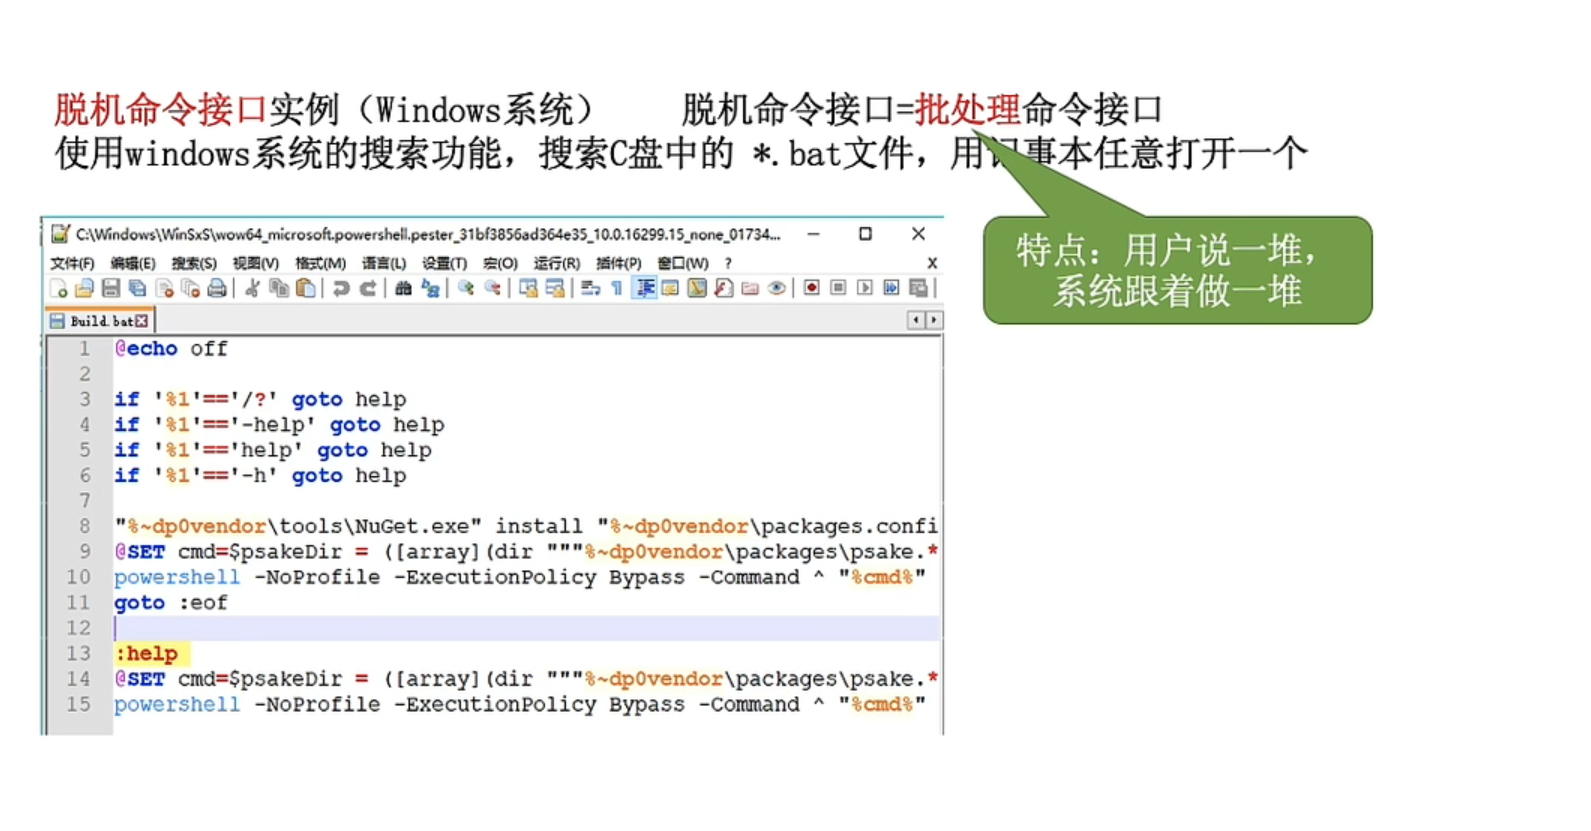 脱机命令接口实例（Windows系统） 脱机命令接口=批处理命令接口
使用windows系统的搜索功能，搜索C盘中的 *.bat文件，用记事本任意打开一个
特点：用户说一堆，
系统跟着做一堆
C:\Windows\WinSxS\wow64_microsoft.powershell.pester_31bf3856ad364e35_10.0.16299.15_none_01734...
文件(F) 编辑(E) 搜索(S) 视图(V) 格式(M) 语言(L) 设置(T) 宏(O) 运行(R) 插件(P) 窗口(W) ? X
Build.bat
1 @echo off
2
3 if '%1'=='/?' goto help
4 if '%1'=='-help' goto help
5 if '%1'=='help' goto help
6 if '%1'=='-h' goto help
7
8 "%~dp0vendor\tools\NuGet.exe" install "%~dp0vendor\packages.confi
9 @SET cmd=$psakeDir = ([array](dir """%~dp0vendor\packages\psake.*
10 powershell -NoProfile -ExecutionPolicy Bypass -Command ^ "%cmd%"
11 goto :eof
12
13 :help
14 @SET cmd=$psakeDir = ([array](dir """%~dp0vendor\packages\psake.*
15 powershell -NoProfile -ExecutionPolicy Bypass -Command ^ "%cmd%"